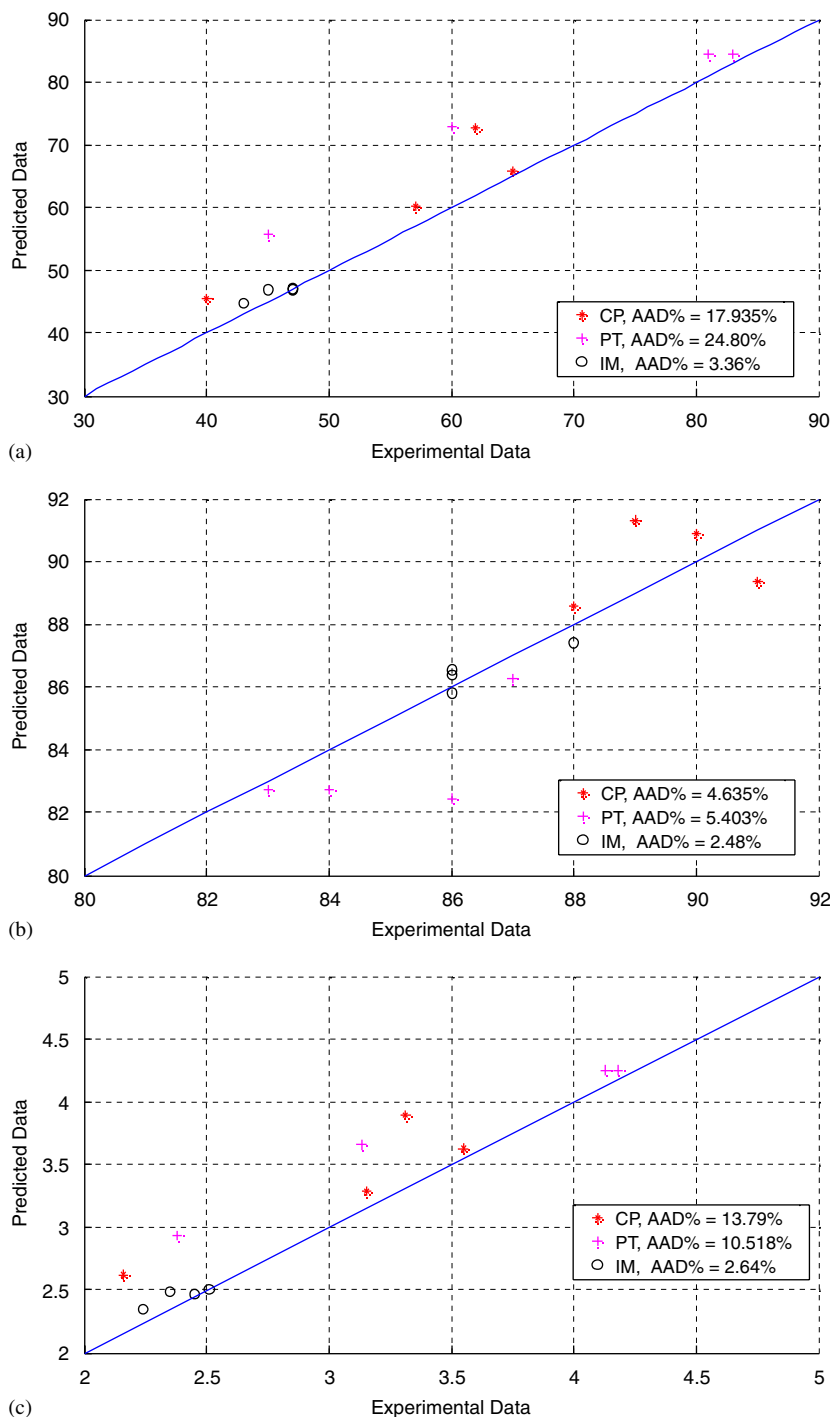 90
80
70
60
50
40
30
Predicted Data
CP, AAD% = 17.935%
PT, AAD% = 24.80%
IM, AAD% = 3.36%
30 40 50 60 70 80 90
(a) Experimental Data
92
90
88
86
84
82
80
Predicted Data
CP, AAD% = 4.635%
PT, AAD% = 5.403%
IM, AAD% = 2.48%
80 82 84 86 88 90 92
(b) Experimental Data
5
4.5
4
3.5
3
2.5
2
Predicted Data
CP, AAD% = 13.79%
PT, AAD% = 10.518%
IM, AAD% = 2.64%
2 2.5 3 3.5 4 4.5 5
(c) Experimental Data